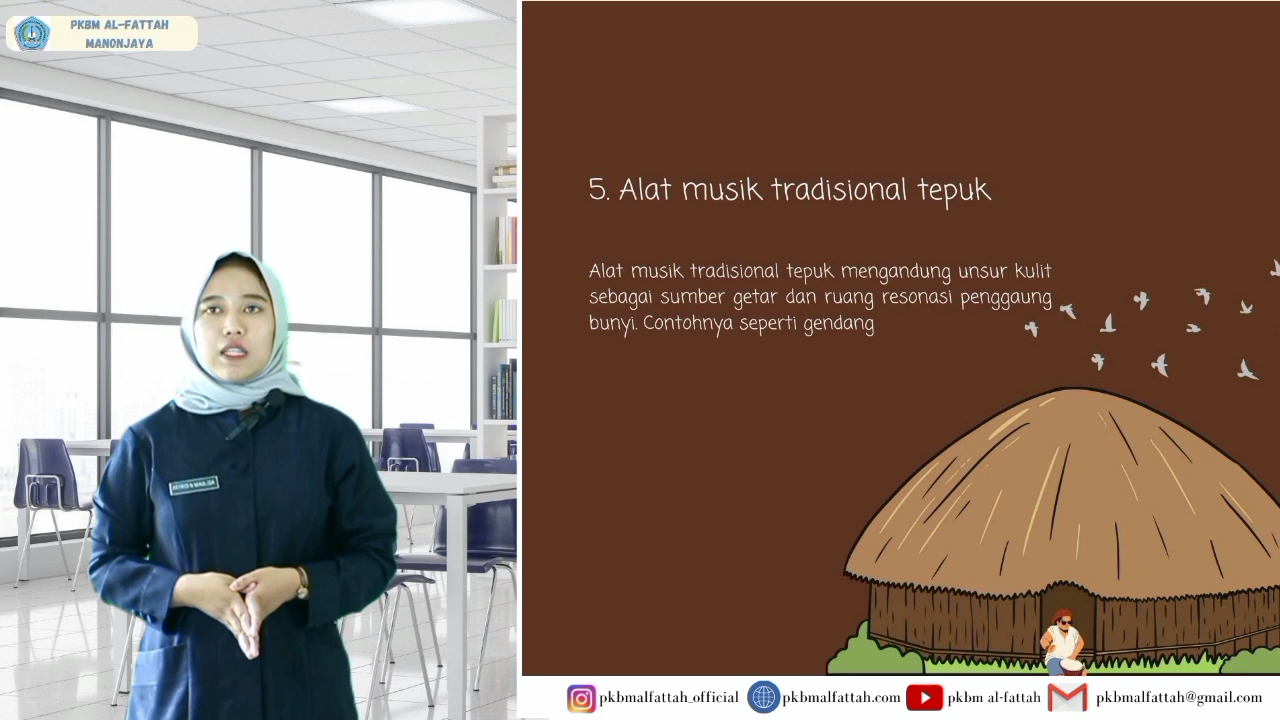 PKBM AL-FATTAH
MANONJAYA
5. Alat musik tradisional tepuk
Alat musik tradisional tepuk mengandung unsur kulit
sebagai sumber getar dan ruang resonasi penggaung
bunyi. Contohnya seperti gendang
pkbmalfattah_official
pkbmalfattah.com
pkbm al-fattah
pkbmalfattah@gmail.com